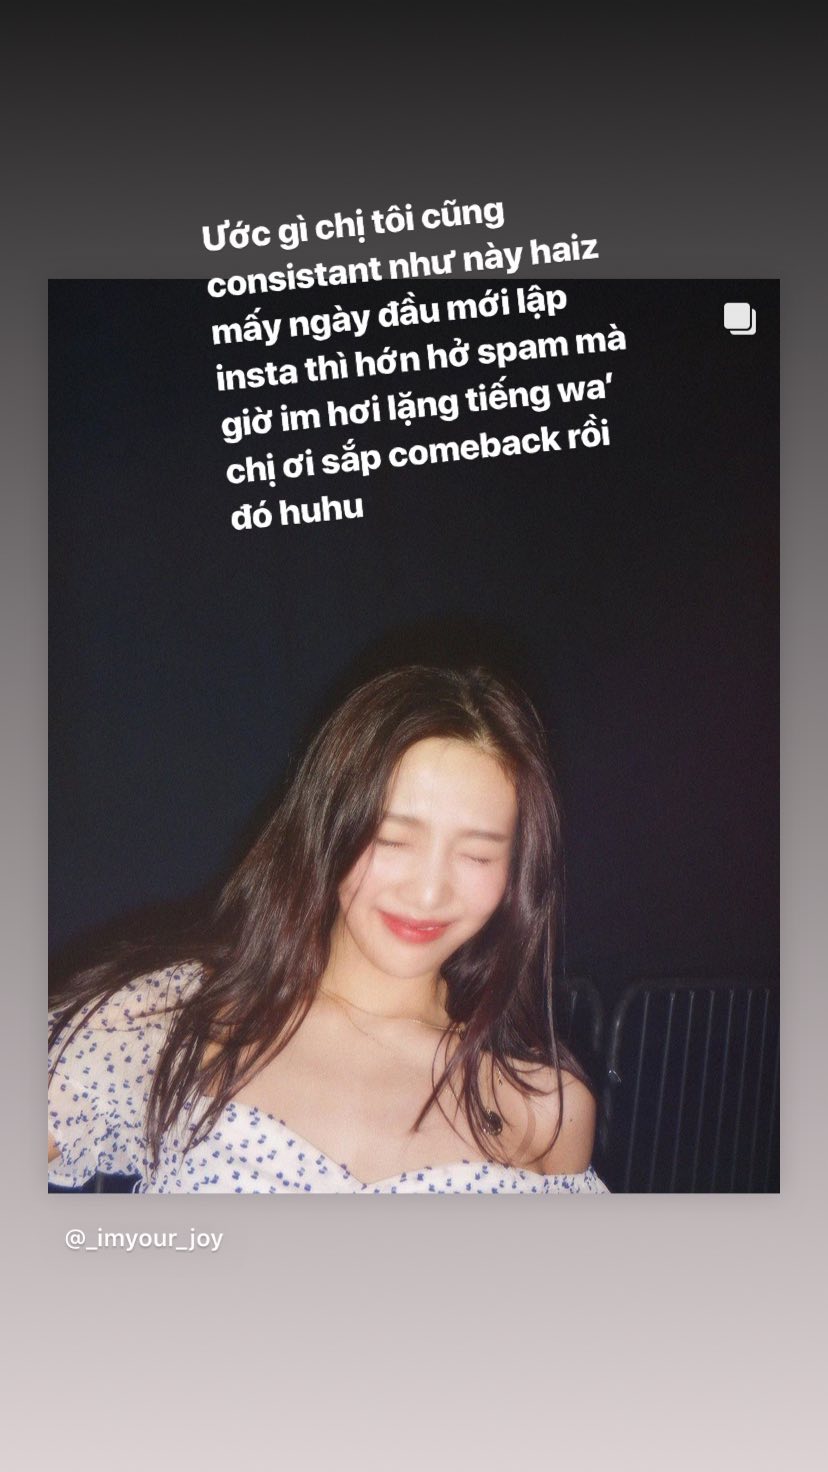 Ước gì chị tôi cũng
consistant như này haiz
mấy ngày đầu mới lập
insta thì hớn hở spam mà
giờ im hơi lặng tiếng wa’
chị ơi sắp comeback rồi
đó huhu
@_imyour_joy